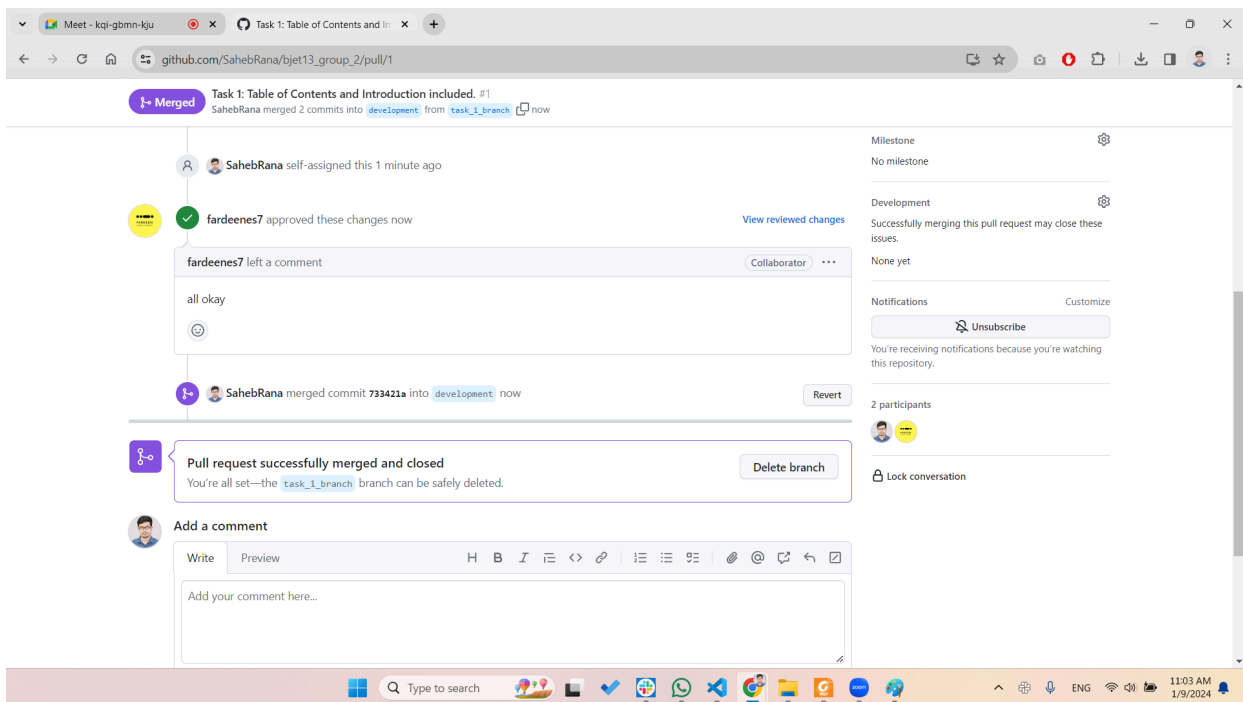 Meet - kqi-gbmn-kju
Task 1: Table of Contents and In
github.com/SahebRana/bjet13_group_2/pull/1
Merged
Task 1: Table of Contents and Introduction included. #1
SahebRana merged 2 commits into development from task_1_branch now
SahebRana self-assigned this 1 minute ago
fardeenes7 approved these changes now
View reviewed changes
fardeenes7 left a comment
Collaborator
all okay
SahebRana merged commit 733421a into development now
Revert
Pull request successfully merged and closed
You're all set—the task_1_branch branch can be safely deleted.
Delete branch
Add a comment
Write
Preview
Add your comment here...
Milestone
No milestone
Development
Successfully merging this pull request may close these
issues.
None yet
Notifications
Customize
Unsubscribe
You're receiving notifications because you're watching
this repository.
2 participants
Lock conversation
Type to search
zoom
ENG
11:03 AM
1/9/2024